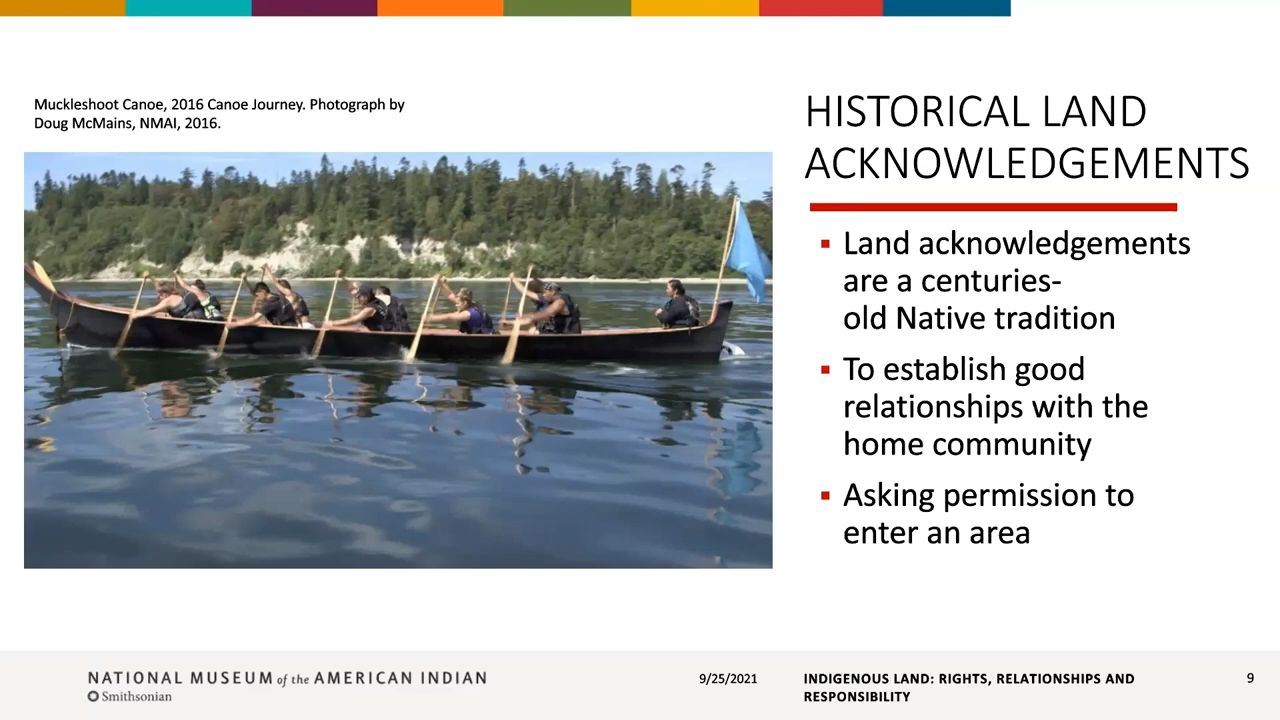 Muckleshoot Canoe, 2016 Canoe Journey. Photograph by
Doug McMains, NMAI, 2016.
HISTORICAL LAND
ACKNOWLEDGEMENTS
Land acknowledgements
are a centuries-
old Native tradition
To establish good
relationships with the
home community
Asking permission to
enter an area
NATIONAL MUSEUM of the AMERICAN INDIAN
Smithsonian
9/25/2021
INDIGENOUS LAND: RIGHTS, RELATIONSHIPS AND
RESPONSIBILITY
9